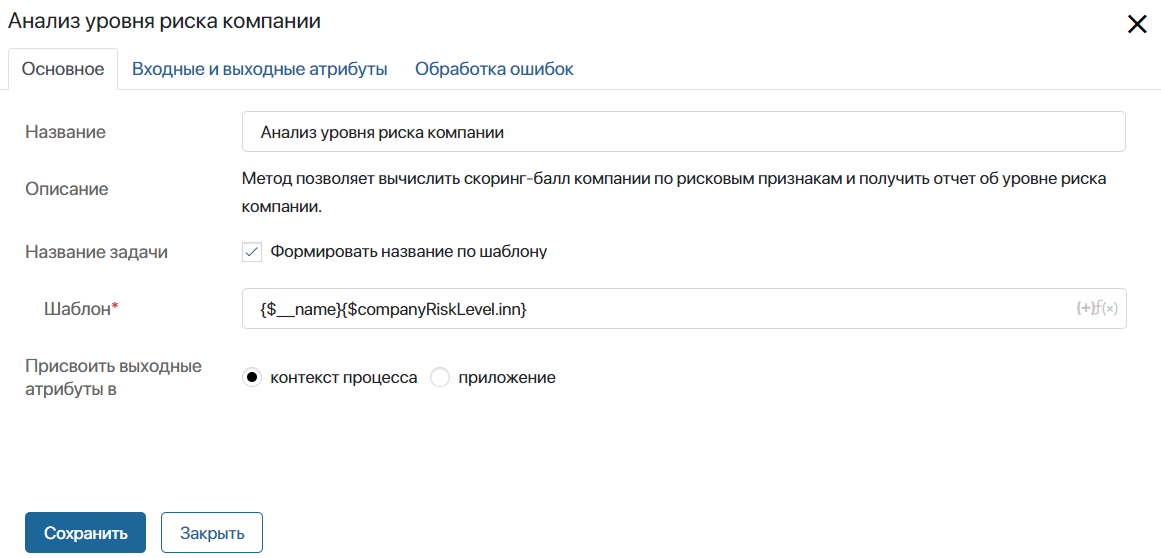 Анализ уровня риска компании
Основное Входные и выходные атрибуты Обработка ошибок
Название Анализ уровня риска компании
Описание Метод позволяет вычислить скоринг-балл компании по рисковым признакам и получить отчет об уровне риска
компании.
Название задачи Формировать название по шаблону
Шаблон* {$__name}{$companyRiskLevel.inn} {+}f(×)
Присвоить выходные
атрибуты в контекст процесса приложение
Сохранить Закрыть